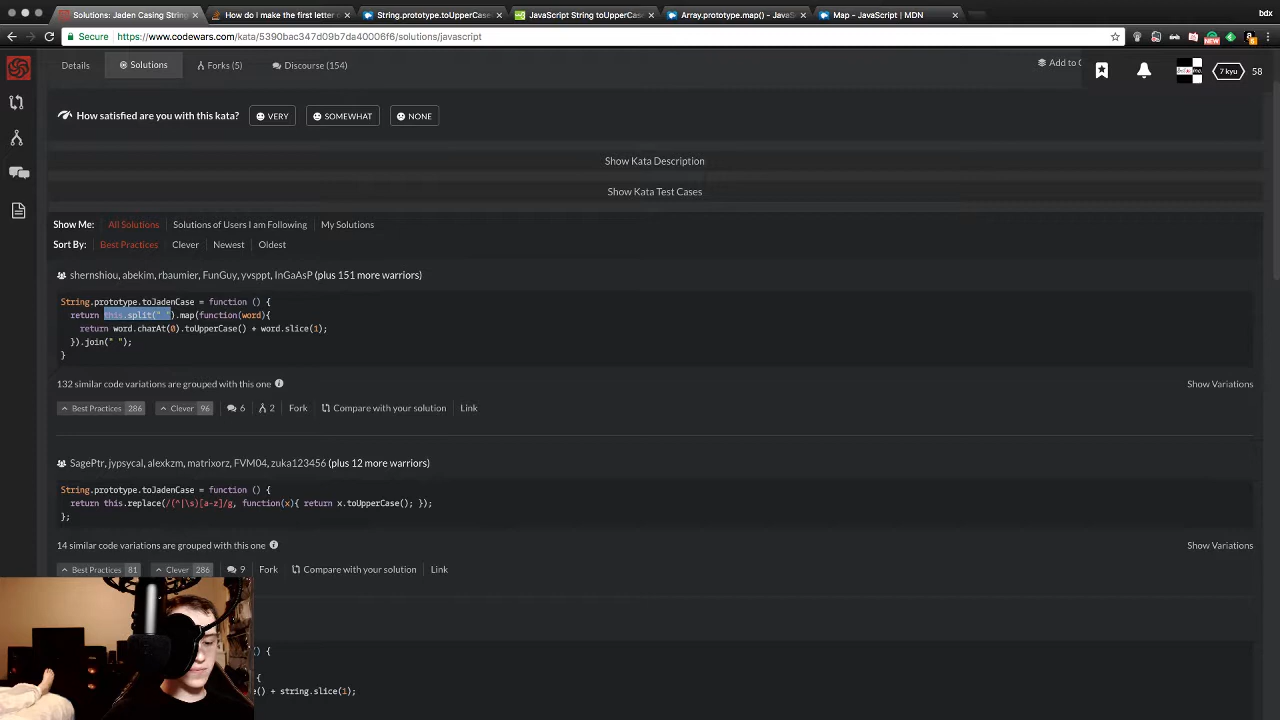 Solutions: Jaden Casing String
How do I make the first letter
String.prototype.toUpperCase
JavaScript String toUpperCase
Array.prototype.map() - JavaS
Map - JavaScript | MDN
bdx
Secure
https://www.codewars.com/kata/5390bac347d09b7da40006f6/solutions/javascript
NEW
6
Details
Solutions
Forks (5)
Discourse (154)
Add to C
7 kyu
58
How satisfied are you with this kata?
VERY
SOMEWHAT
NONE
Show Kata Description
Show Kata Test Cases
Show Me:
All Solutions
Solutions of Users I am Following
My Solutions
Sort By:
Best Practices
Clever
Newest
Oldest
shernshiou, abekim, rbaumier, FunGuy, yvsppt, InGaAsP (plus 151 more warriors)
String.prototype.toJadenCase = function () {
return this.split(" ").map(function(word){
return word.charAt(0).toUpperCase() + word.slice(1);
}).join(" ");
}
132 similar code variations are grouped with this one
Show Variations
Best Practices 286
Clever 96
6
2
Fork
Compare with your solution
Link
SagePtr, jypsycal, alexkzm, matrixorz, FVM04, zuka123456 (plus 12 more warriors)
String.prototype.toJadenCase = function () {
return this.replace(/(^|\s)[a-z]/g, function(x){ return x.toUpperCase(); });
};
14 similar code variations are grouped with this one
Show Variations
Best Practices 81
Clever 286
9
Fork
Compare with your solution
Link
() {
{
e() + string.slice(1);